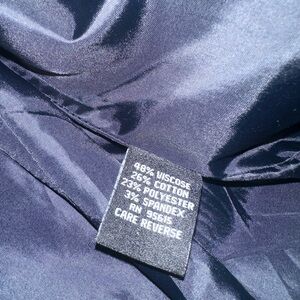 48% VISCOSE
26% COTTON
23% POLYESTER
3% SPANDEX
RN 95615
CARE REVERSE